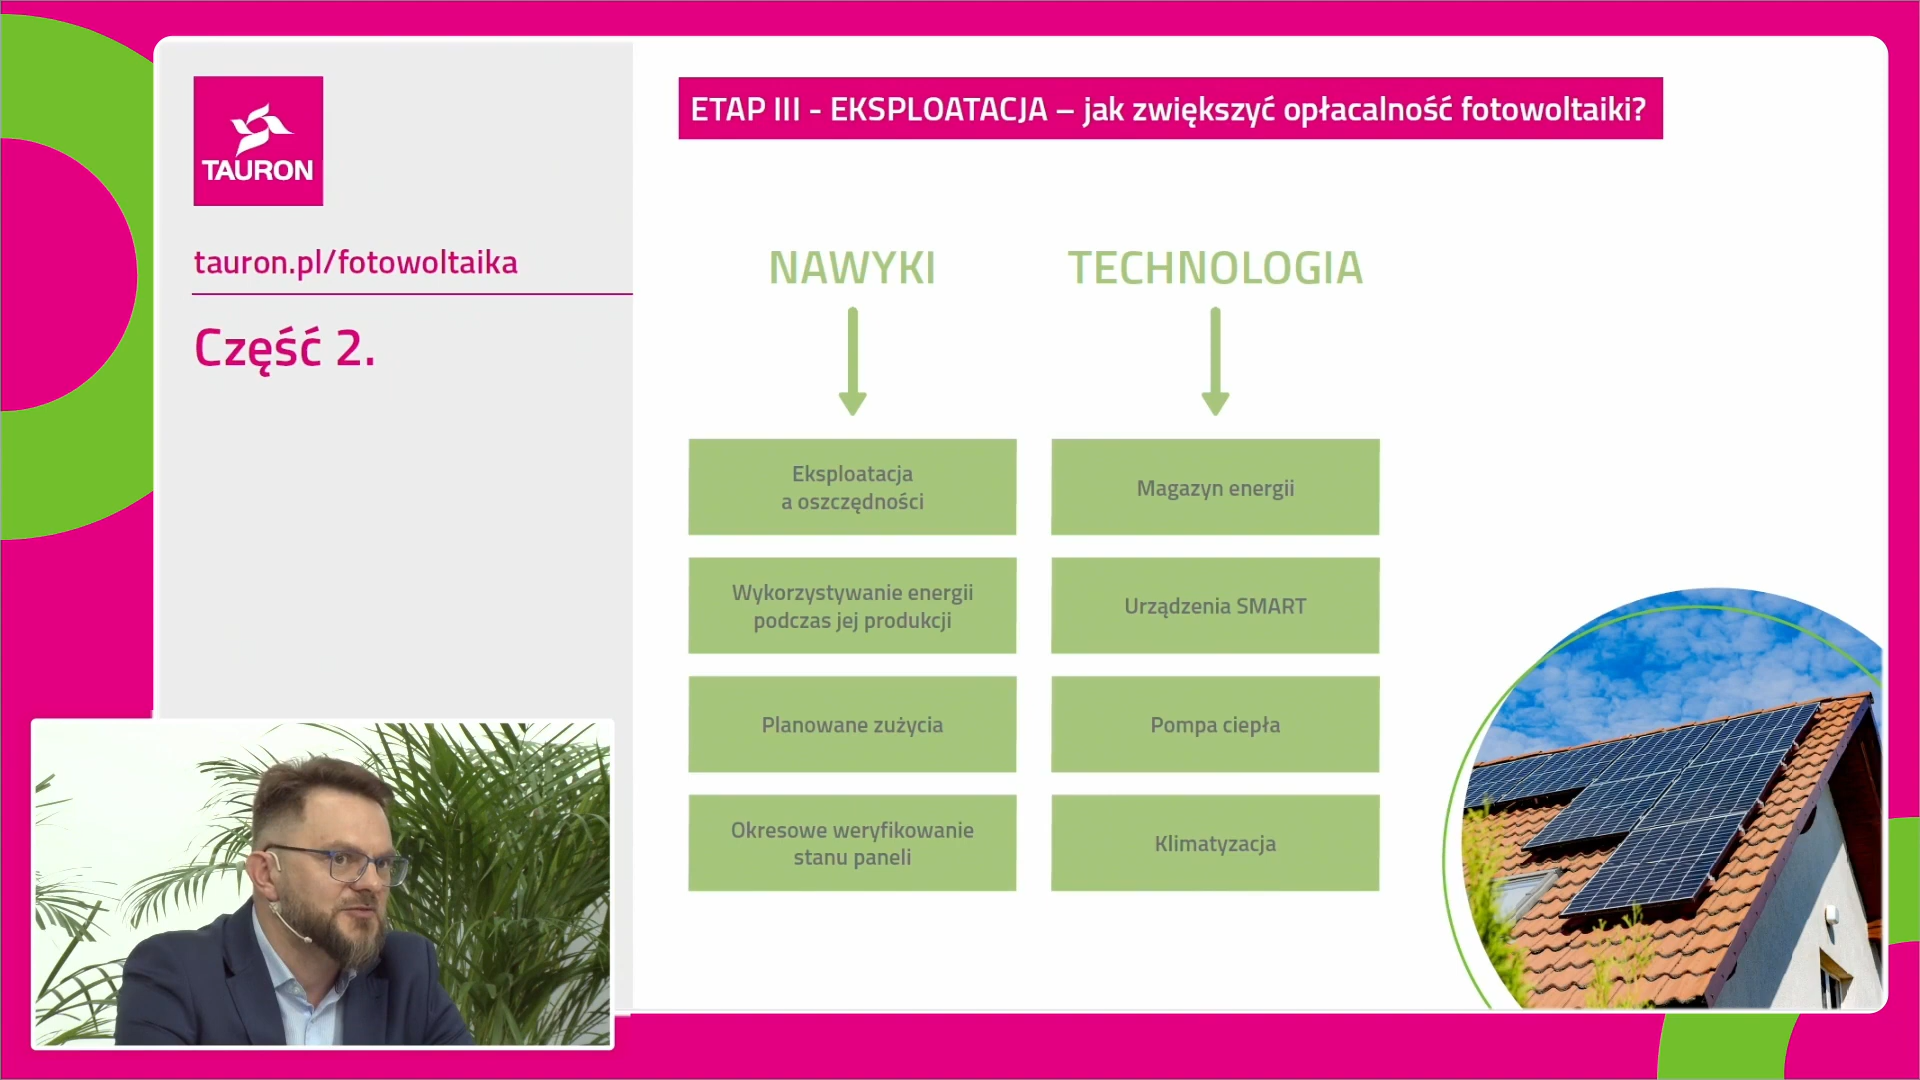 TAURON
tauron.pl/fotowoltaika
Część 2.
ETAP III - EKSPLOATACJA – jak zwiększyć opłacalność fotowoltaiki?
NAWYKI
Eksploatacja
a oszczędności
Wykorzystywanie energii
podczas jej produkcji
Planowane zużycia
Okresowe weryfikowanie
stanu paneli
TECHNOLOGIA
Magazyn energii
Urządzenia SMART
Pompa ciepła
Klimatyzacja